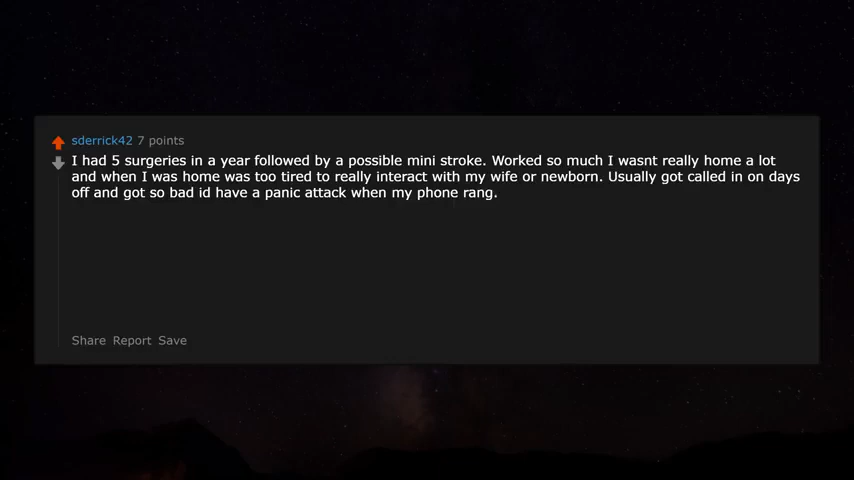 sderrick42 7 points
I had 5 surgeries in a year followed by a possible mini stroke. Worked so much I wasnt really home a lot
and when I was home was too tired to really interact with my wife or newborn. Usually got called in on days
off and got so bad id have a panic attack when my phone rang.
Share Report Save